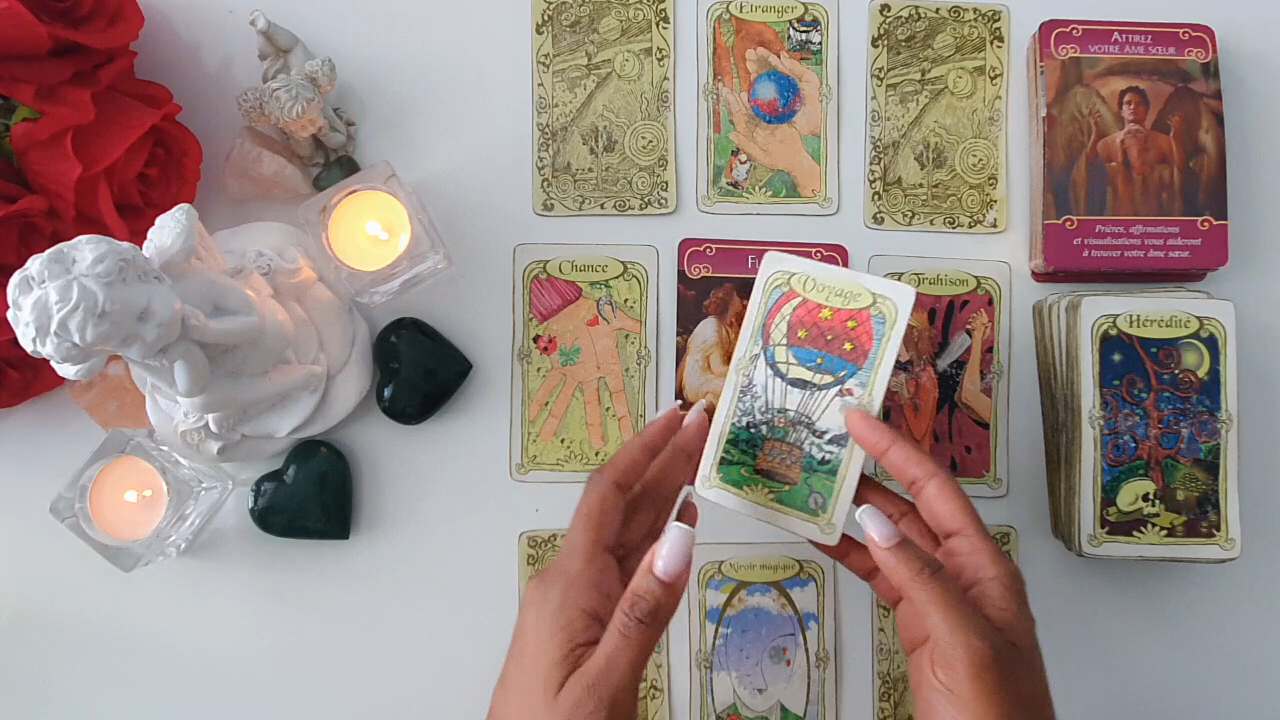 Etranger
ATTIREZ
VOTRE ÂME SŒUR
Prières, affirmations
et visualisations vous aideront
à trouver votre âme sœur.
Chance
Voyage
Trahison
Hérédité
Miroir magique